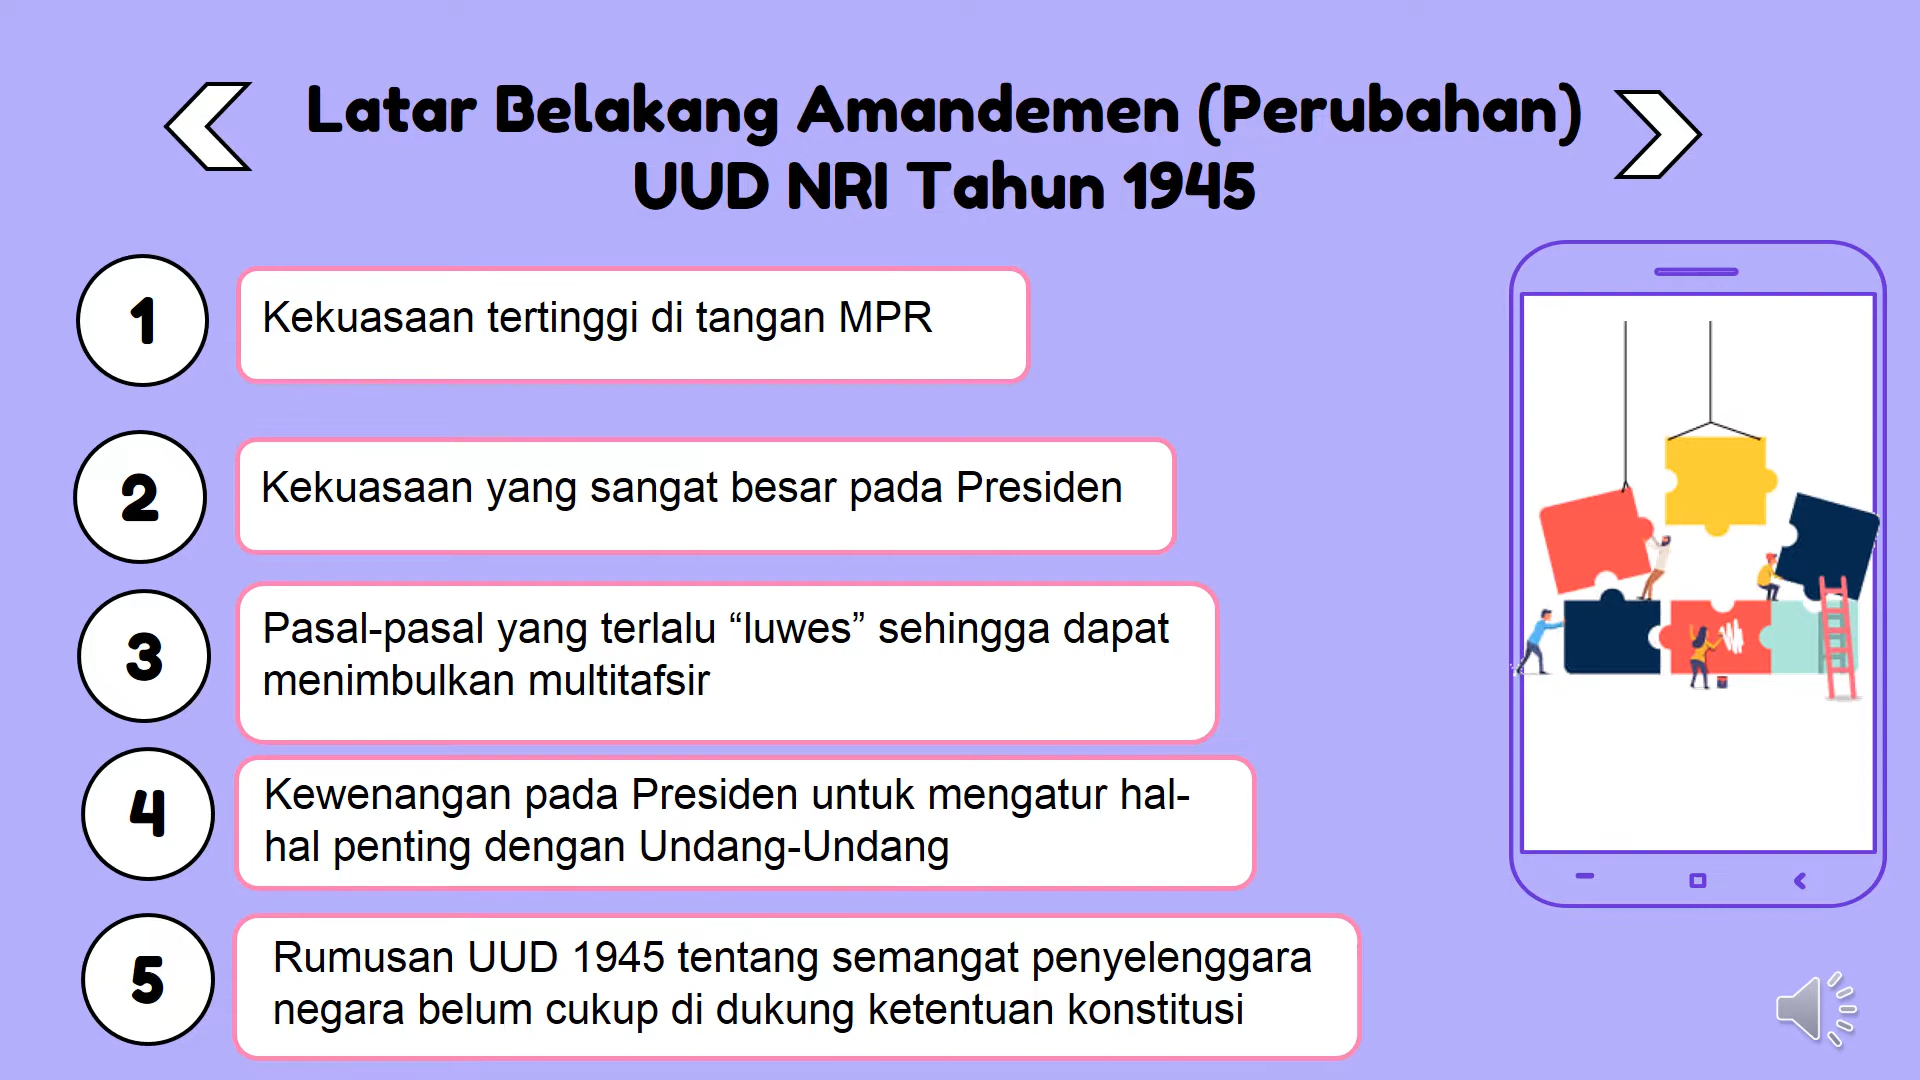 Latar Belakang Amandemen (Perubahan)
UUD NRI Tahun 1945
1
Kekuasaan tertinggi di tangan MPR
2
Kekuasaan yang sangat besar pada Presiden
3
Pasal-pasal yang terlalu “luwes” sehingga dapat
menimbulkan multitafsir
4
Kewenangan pada Presiden untuk mengatur hal-
hal penting dengan Undang-Undang
5
Rumusan UUD 1945 tentang semangat penyelenggara
negara belum cukup di dukung ketentuan konstitusi